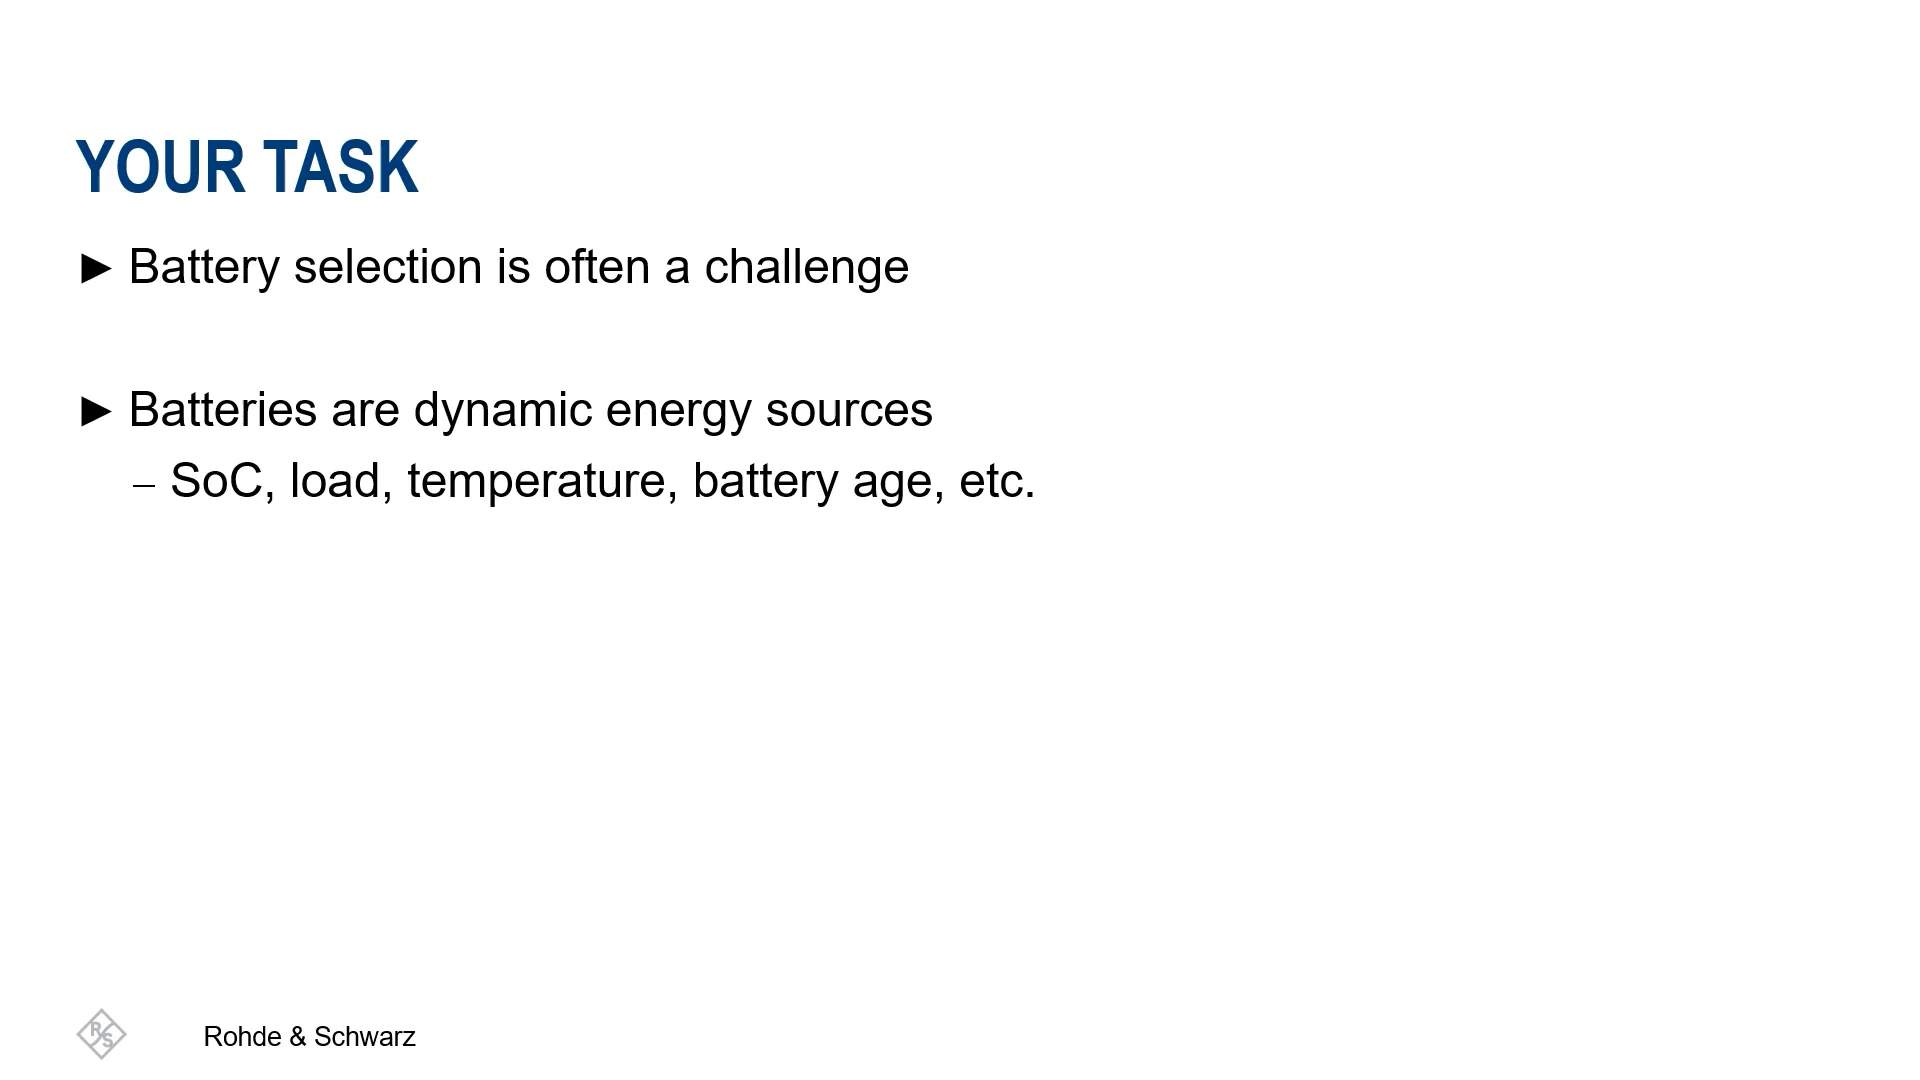 YOUR TASK
► Battery selection is often a challenge
► Batteries are dynamic energy sources
– SoC, load, temperature, battery age, etc.
R S
Rohde & Schwarz